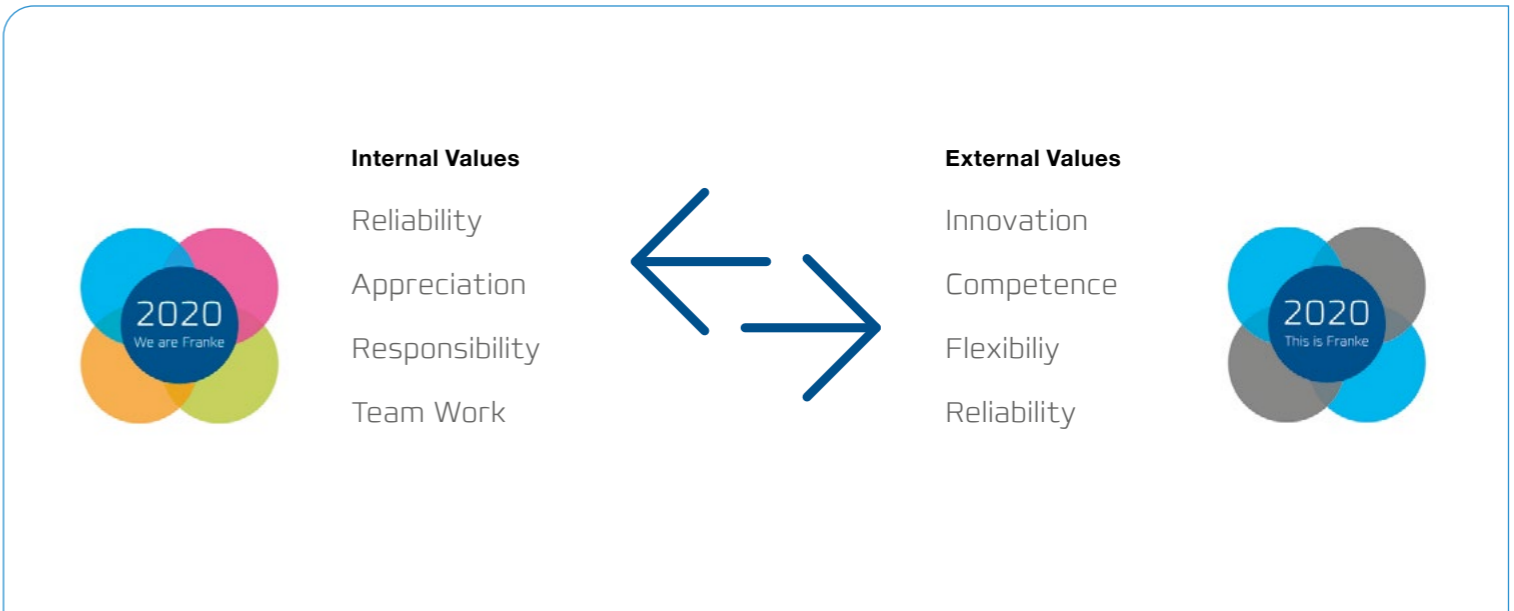 2020
We are Franke
Internal Values
Reliability
Appreciation
Responsibility
Team Work
External Values
Innovation
Competence
Flexibiliy
Reliability
2020
This is Franke